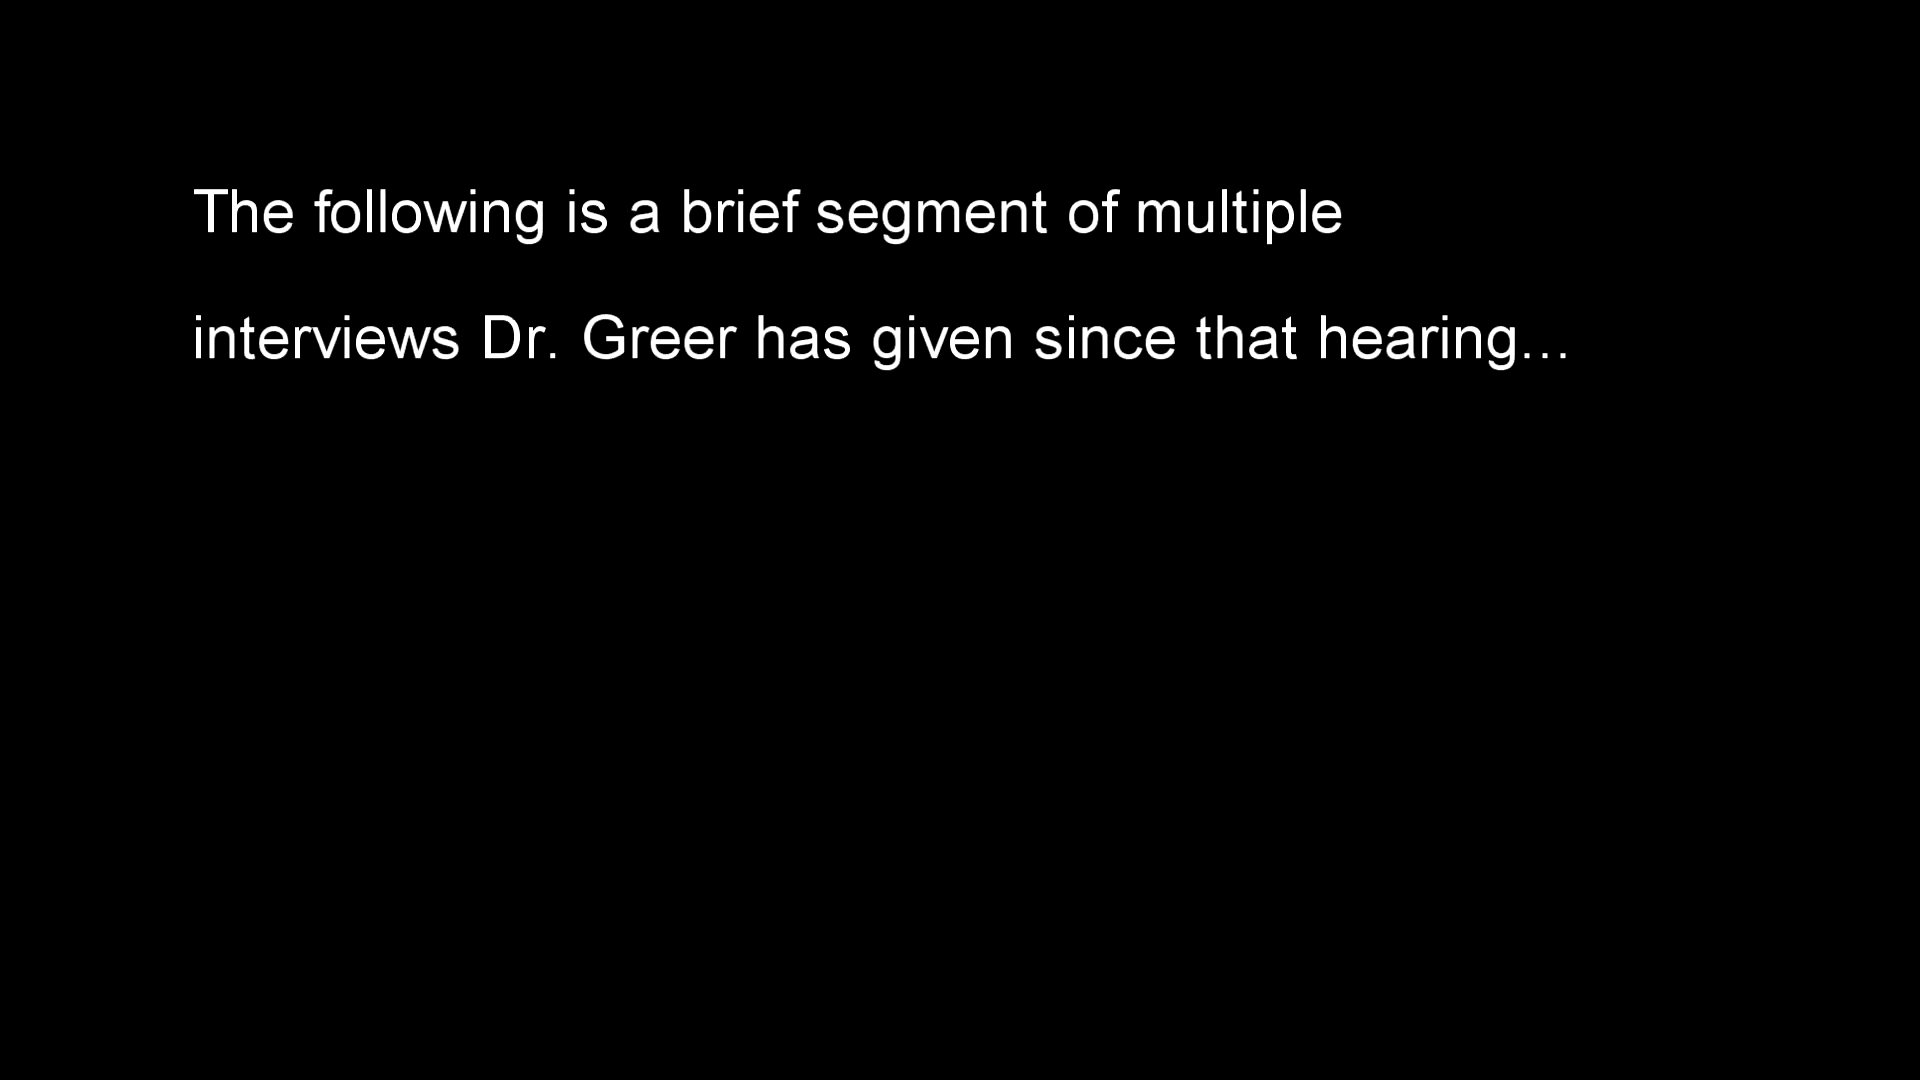 The following is a brief segment of multiple
interviews Dr. Greer has given since that hearing…